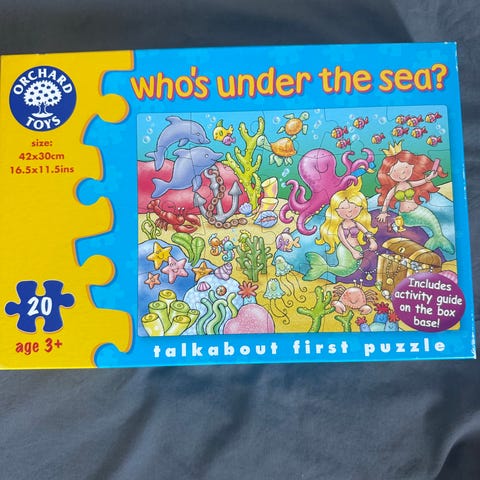 ORCHARD
TOYS
who's under the sea?
size:
42x30cm
16.5x11.5ins
Includes
activity guide
on the box
base!
20
age 3+
talkabout first puzzle